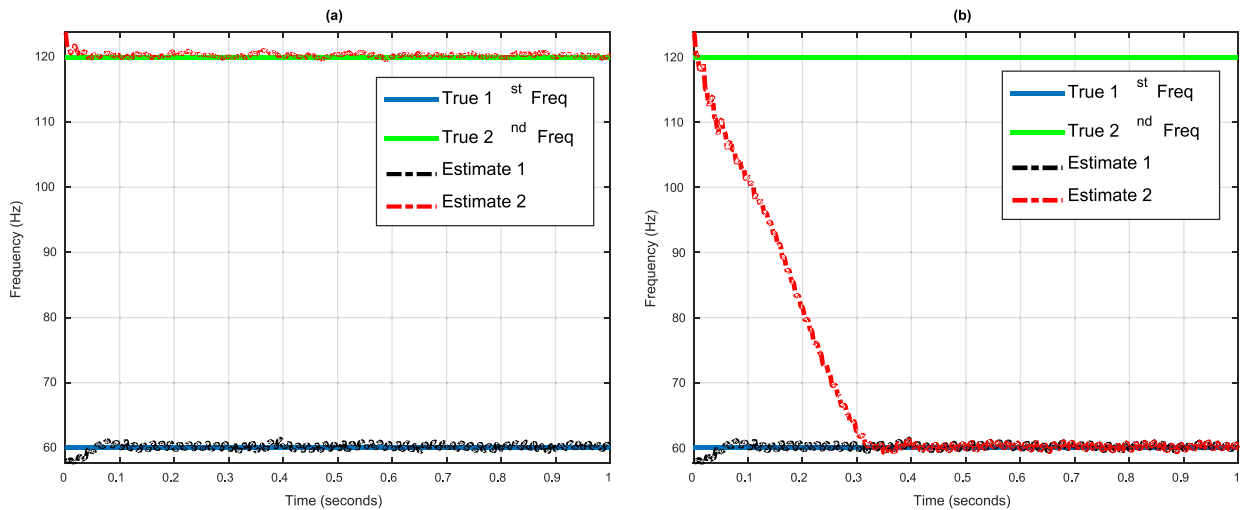 (a)
Frequency (Hz)
120
110
100
90
80
70
60
True 1 st Freq
True 2 nd Freq
Estimate 1
Estimate 2
0 0.1 0.2 0.3 0.4 0.5 0.6 0.7 0.8 0.9 1
Time (seconds)
(b)
Frequency (Hz)
120
110
100
90
80
70
60
True 1 st Freq
True 2 nd Freq
Estimate 1
Estimate 2
0 0.1 0.2 0.3 0.4 0.5 0.6 0.7 0.8 0.9 1
Time (seconds)